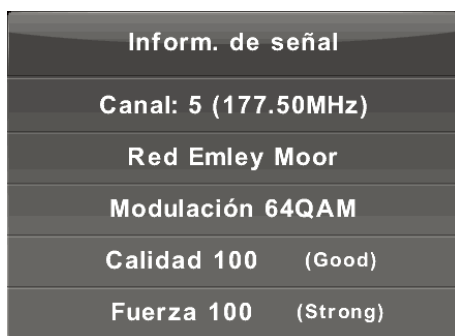 Inform. de señal
Canal: 5 (177.50MHz)
Red Emley Moor
Modulación 64QAM
Calidad 100 (Good)
Fuerza 100 (Strong)